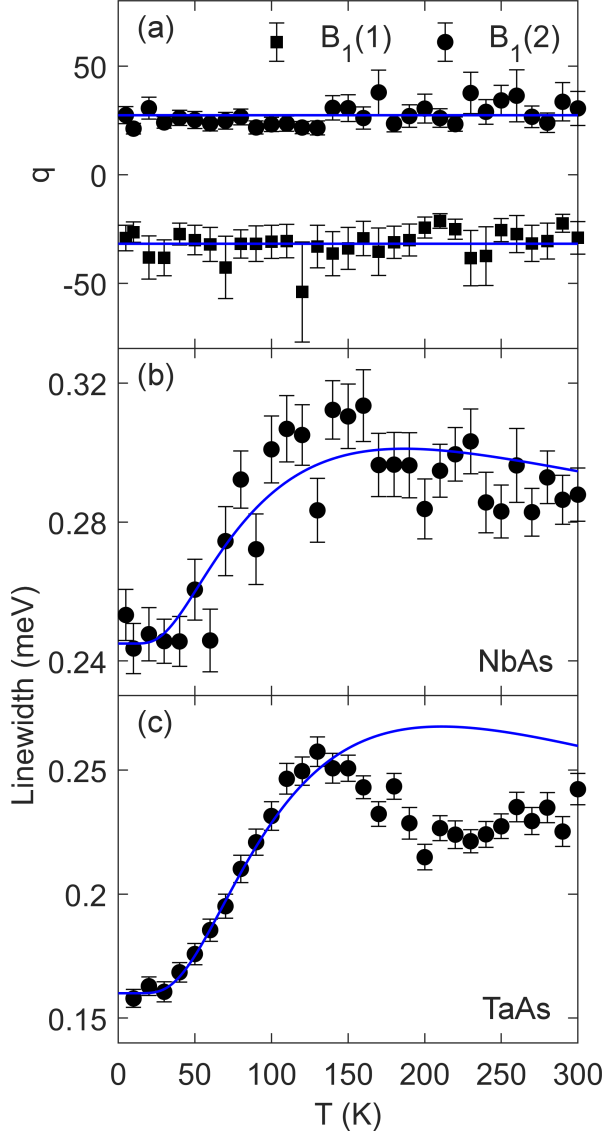 (a) B₁(1) B₁(2)
50
0
-50
q
(b)
0.32
0.28
0.24
NbAs
Linewidth (meV)
(c)
0.25
0.2
0.15
TaAs
0 50 100 150 200 250 300
T (K)